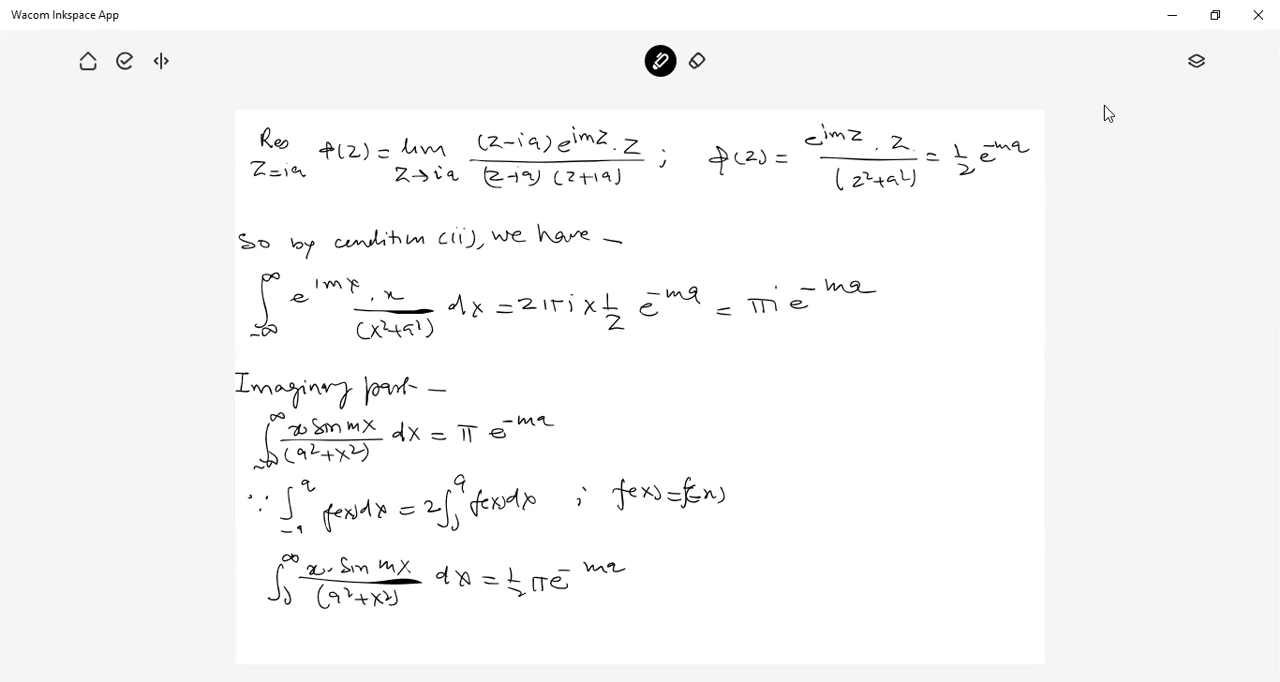 Wacom Inkspace App
Res z=ia φ(z) = lim z→ia (z-ia) e^{imz}. z / (z-ia) (z+ia) ; φ(z) = e^{imz} . z. / (z²+a²) = 1/2 e^{-ma}
So by condition (ii), we have –
∫_{-∞}^{∞} e^{imx} . x / (x²+a²) dx = 2πi × 1/2 e^{-ma} = πi e^{-ma}
Imaginary part –
∫_{-∞}^{∞} x sin mx / (a²+x²) dx = π e^{-ma}
∵ ∫_{-a}^{a} f(x) dx = 2 ∫_{0}^{a} f(x) dx ; f(x) = f(-x)
∫_{0}^{∞} x. sin mx / (a²+x²) dx = 1/2 π e^{-ma}